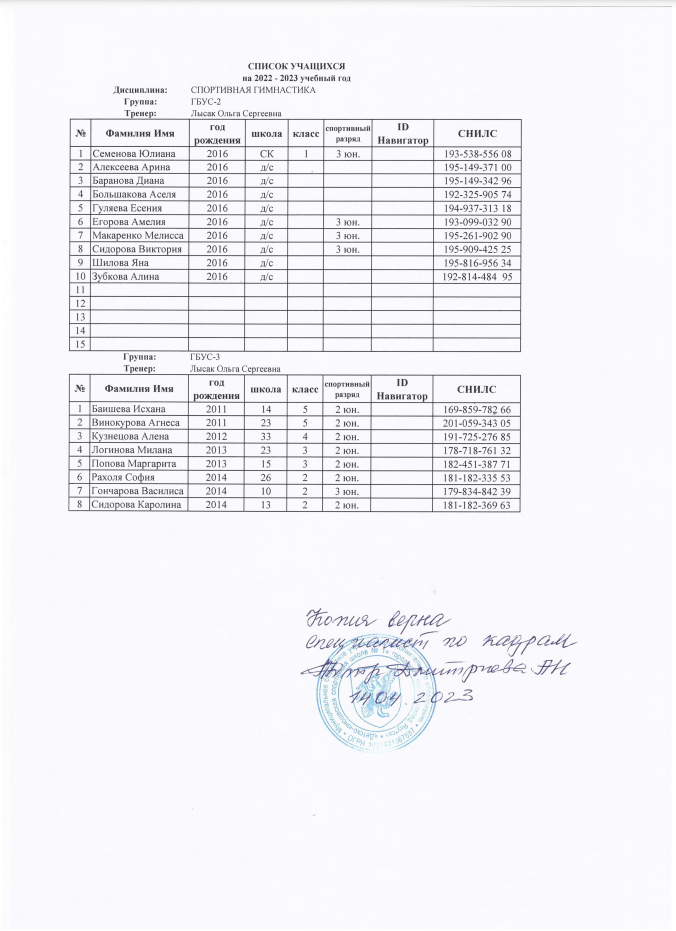 СПИСОК УЧАЩИХСЯ
на 2022 - 2023 учебный год
Дисциплина: СПОРТИВНАЯ ГИМНАСТИКА
Группа: ГБУС-2
Тренер: Лысак Ольга Сергеевна
№ Фамилия Имя год рождения школа класс спортивный разряд ID Навигатор СНИЛС
1 Семенова Юлиана 2016 СК 1 3 юн. 193-538-556 08
2 Алексеева Арина 2016 д/с 195-149-371 00
3 Баранова Диана 2016 д/с 195-149-342 96
4 Большакова Аселя 2016 д/с 192-325-905 74
5 Гуляева Есения 2016 д/с 194-937-313 18
6 Егорова Амелия 2016 д/с 3 юн. 193-099-032 90
7 Макаренко Мелисса 2016 д/с 3 юн. 195-261-902 90
8 Сидорова Виктория 2016 д/с 3 юн. 195-909-425 25
9 Шилова Яна 2016 д/с 195-816-956 34
10 Зубкова Алина 2016 д/с 192-814-484 95
11
12
13
14
15
Группа: ГБУС-3
Тренер: Лысак Ольга Сергеевна
№ Фамилия Имя год рождения школа класс спортивный разряд ID Навигатор СНИЛС
1 Баишева Исхана 2011 14 5 2 юн. 169-859-782 66
2 Винокурова Агнеса 2011 23 5 2 юн. 201-059-343 05
3 Кузнецова Алена 2012 33 4 2 юн. 191-725-276 85
4 Логинова Милана 2013 23 3 2 юн. 178-718-761 32
5 Попова Маргарита 2013 15 3 2 юн. 182-451-387 71
6 Рахоля София 2014 26 2 2 юн. 181-182-335 53
7 Гончарова Василиса 2014 10 2 3 юн. 179-834-842 39
8 Сидорова Каролина 2014 13 2 2 юн. 181-182-369 63
Копия верна
специалист по кадрам
Дмитриева АН
14.04.2023